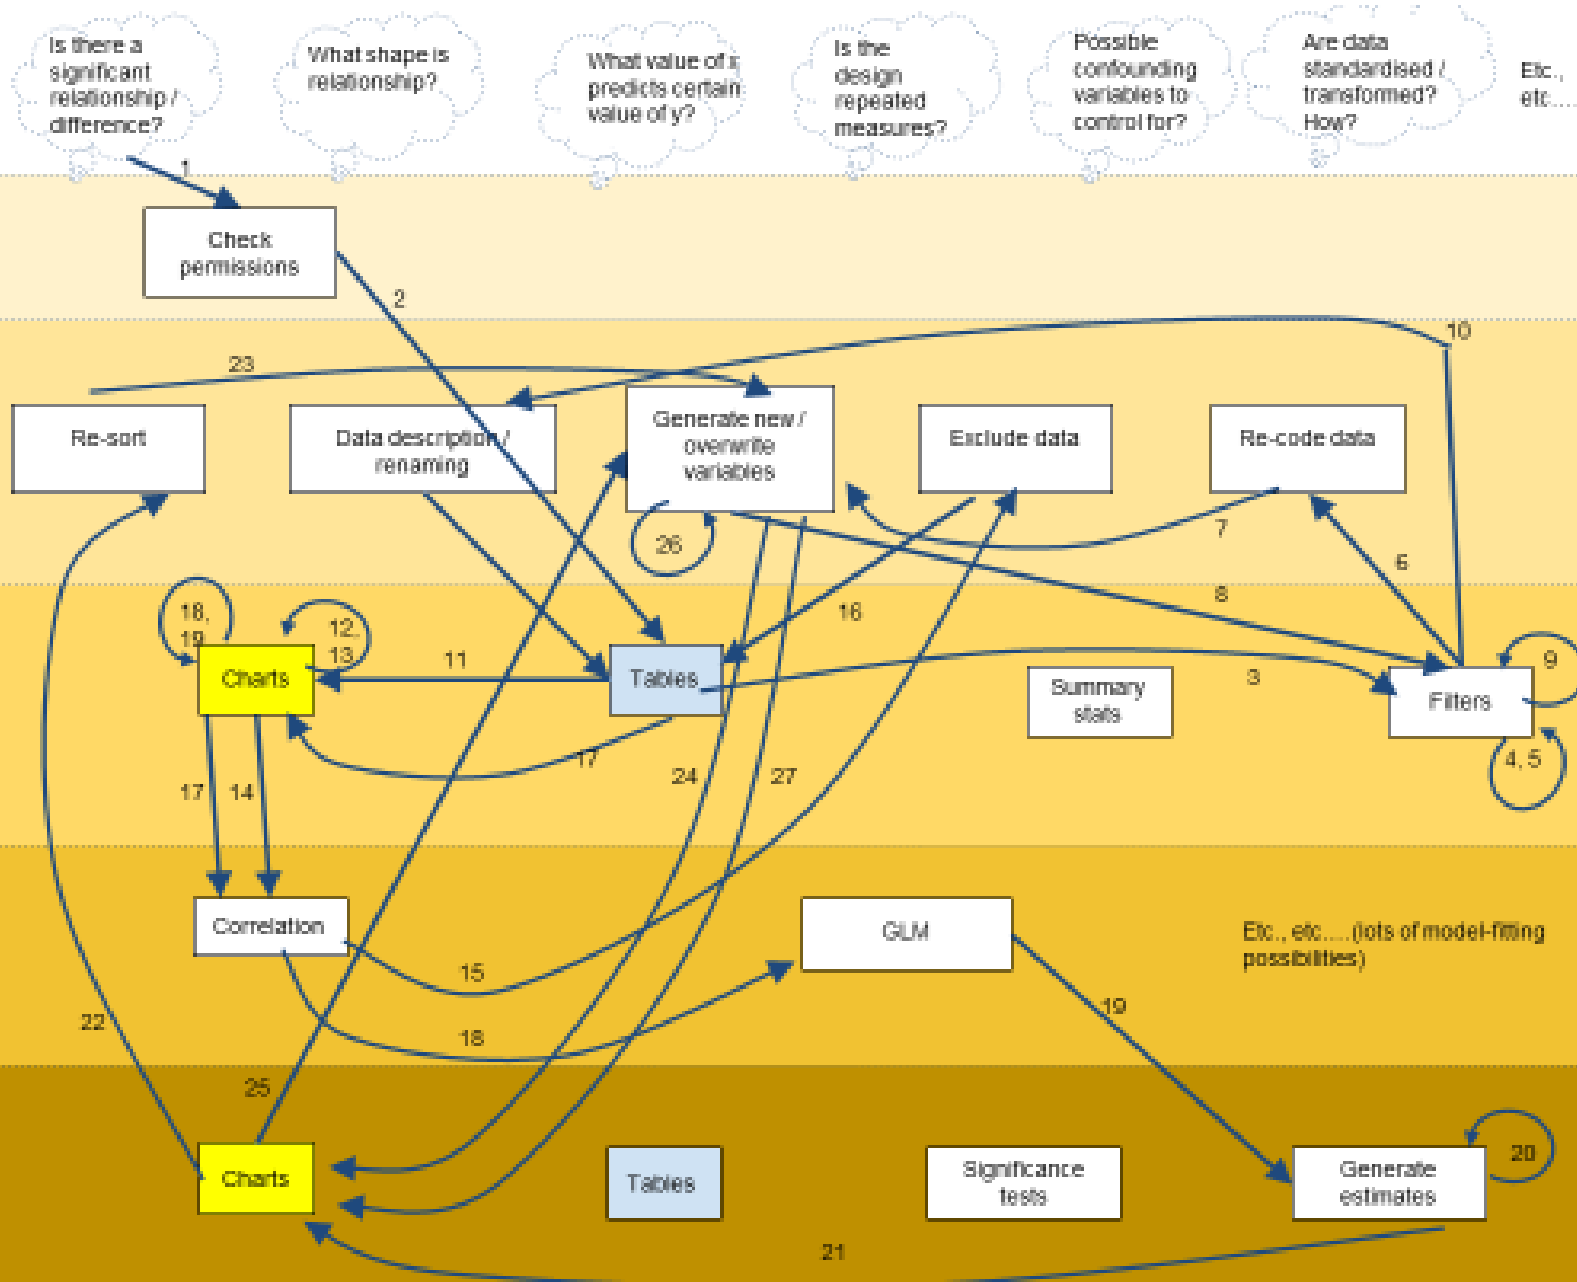 Is there a
significant
relationship /
difference?
What shape is
relationship?
What value of x
predicts certain
value of y?
Is the
design
repeated
measures?
Possible
confounding
variables to
control for?
Are data
standardised /
transformed?
How?
Etc.,
etc....
1
Check
permissions
2
10
23
Re-sort
Data description /
renaming
Generate new /
overwrite
variables
Exclude data
Re-code data
26
7
6
8
16
18,
19
12,
13
11
3
9
Charts
Tables
Summary
stats
Filters
4, 5
17
17
14
24
27
Correlation
GLM
Etc., etc.....(lots of model-fitting
possibilities)
15
18
19
22
25
Charts
Tables
Significance
tests
Generate
estimates
20
21